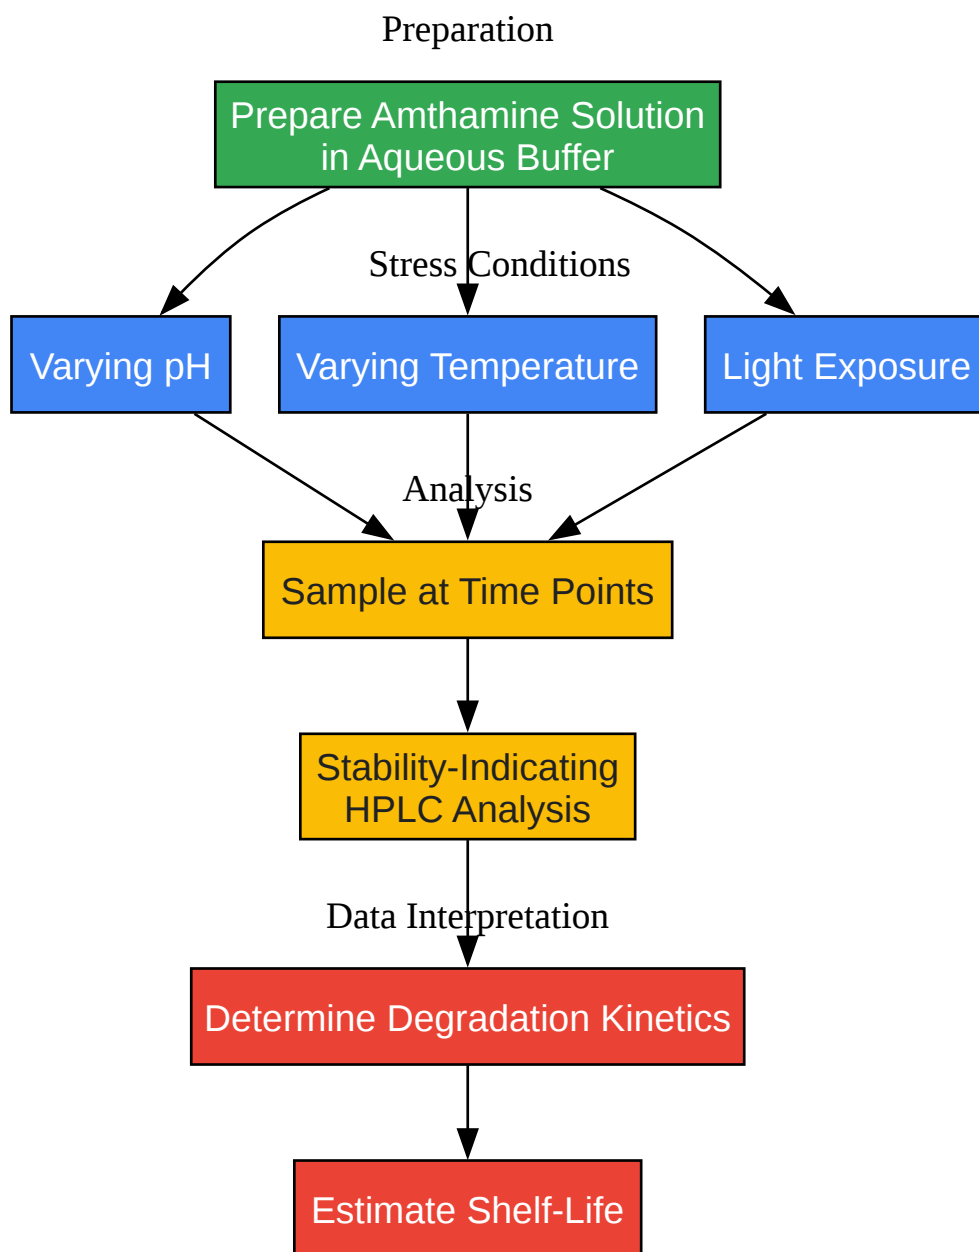 Preparation
Prepare Amthamine Solution
in Aqueous Buffer
Stress Conditions
Varying pH
Varying Temperature
Light Exposure
Analysis
Sample at Time Points
Stability-Indicating
HPLC Analysis
Data Interpretation
Determine Degradation Kinetics
Estimate Shelf-Life